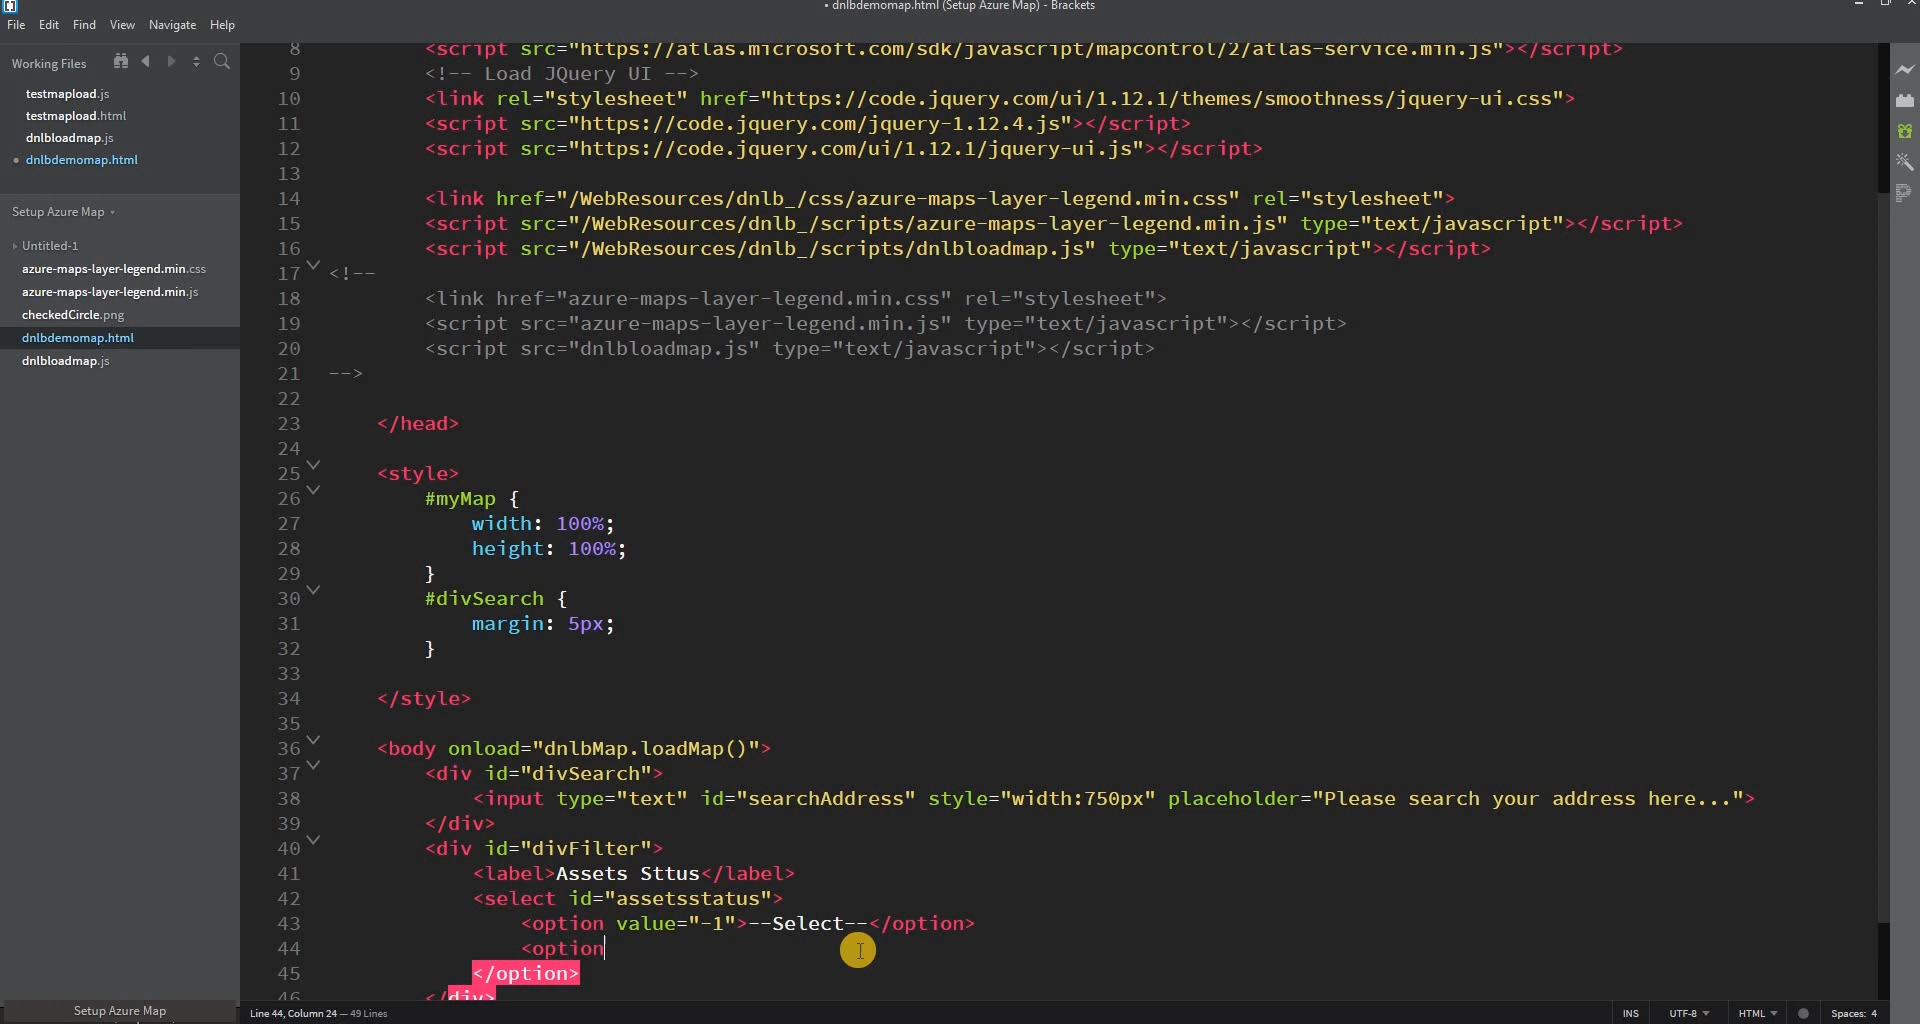 • dnlbdemomap.html (Setup Azure Map) - Brackets
File Edit Find View Navigate Help
Working Files
testmapload.js
testmapload.html
dnlbloadmap.js
• dnlbdemomap.html
Setup Azure Map
Untitled-1
azure-maps-layer-legend.min.css
azure-maps-layer-legend.min.js
checkedCircle.png
dnlbdemomap.html
dnlbloadmap.js
8 <script src="https://atlas.microsoft.com/sdk/javascript/mapcontrol/2/atlas-service.min.js"></script>
9 <!-- Load JQuery UI -->
10 <link rel="stylesheet" href="https://code.jquery.com/ui/1.12.1/themes/smoothness/jquery-ui.css">
11 <script src="https://code.jquery.com/jquery-1.12.4.js"></script>
12 <script src="https://code.jquery.com/ui/1.12.1/jquery-ui.js"></script>
13
14 <link href="/WebResources/dnlb_/css/azure-maps-layer-legend.min.css" rel="stylesheet">
15 <script src="/WebResources/dnlb_/scripts/azure-maps-layer-legend.min.js" type="text/javascript"></script>
16 <script src="/WebResources/dnlb_/scripts/dnlbloadmap.js" type="text/javascript"></script>
17 <!--
18 <link href="azure-maps-layer-legend.min.css" rel="stylesheet">
19 <script src="azure-maps-layer-legend.min.js" type="text/javascript"></script>
20 <script src="dnlbloadmap.js" type="text/javascript"></script>
21 -->
22
23 </head>
24
25 <style>
26 #myMap {
27 width: 100%;
28 height: 100%;
29 }
30 #divSearch {
31 margin: 5px;
32 }
33
34 </style>
35
36 <body onload="dnlbMap.loadMap()">
37 <div id="divSearch">
38 <input type="text" id="searchAddress" style="width:750px" placeholder="Please search your address here...">
39 </div>
40 <div id="divFilter">
41 <label>Assets Sttus</label>
42 <select id="assetsstatus">
43 <option value="-1">--Select--</option>
44 <option
45 </option>
46 </div>
Setup Azure Map
Line 44, Column 24 — 49 Lines
INS UTF-8 HTML Spaces: 4